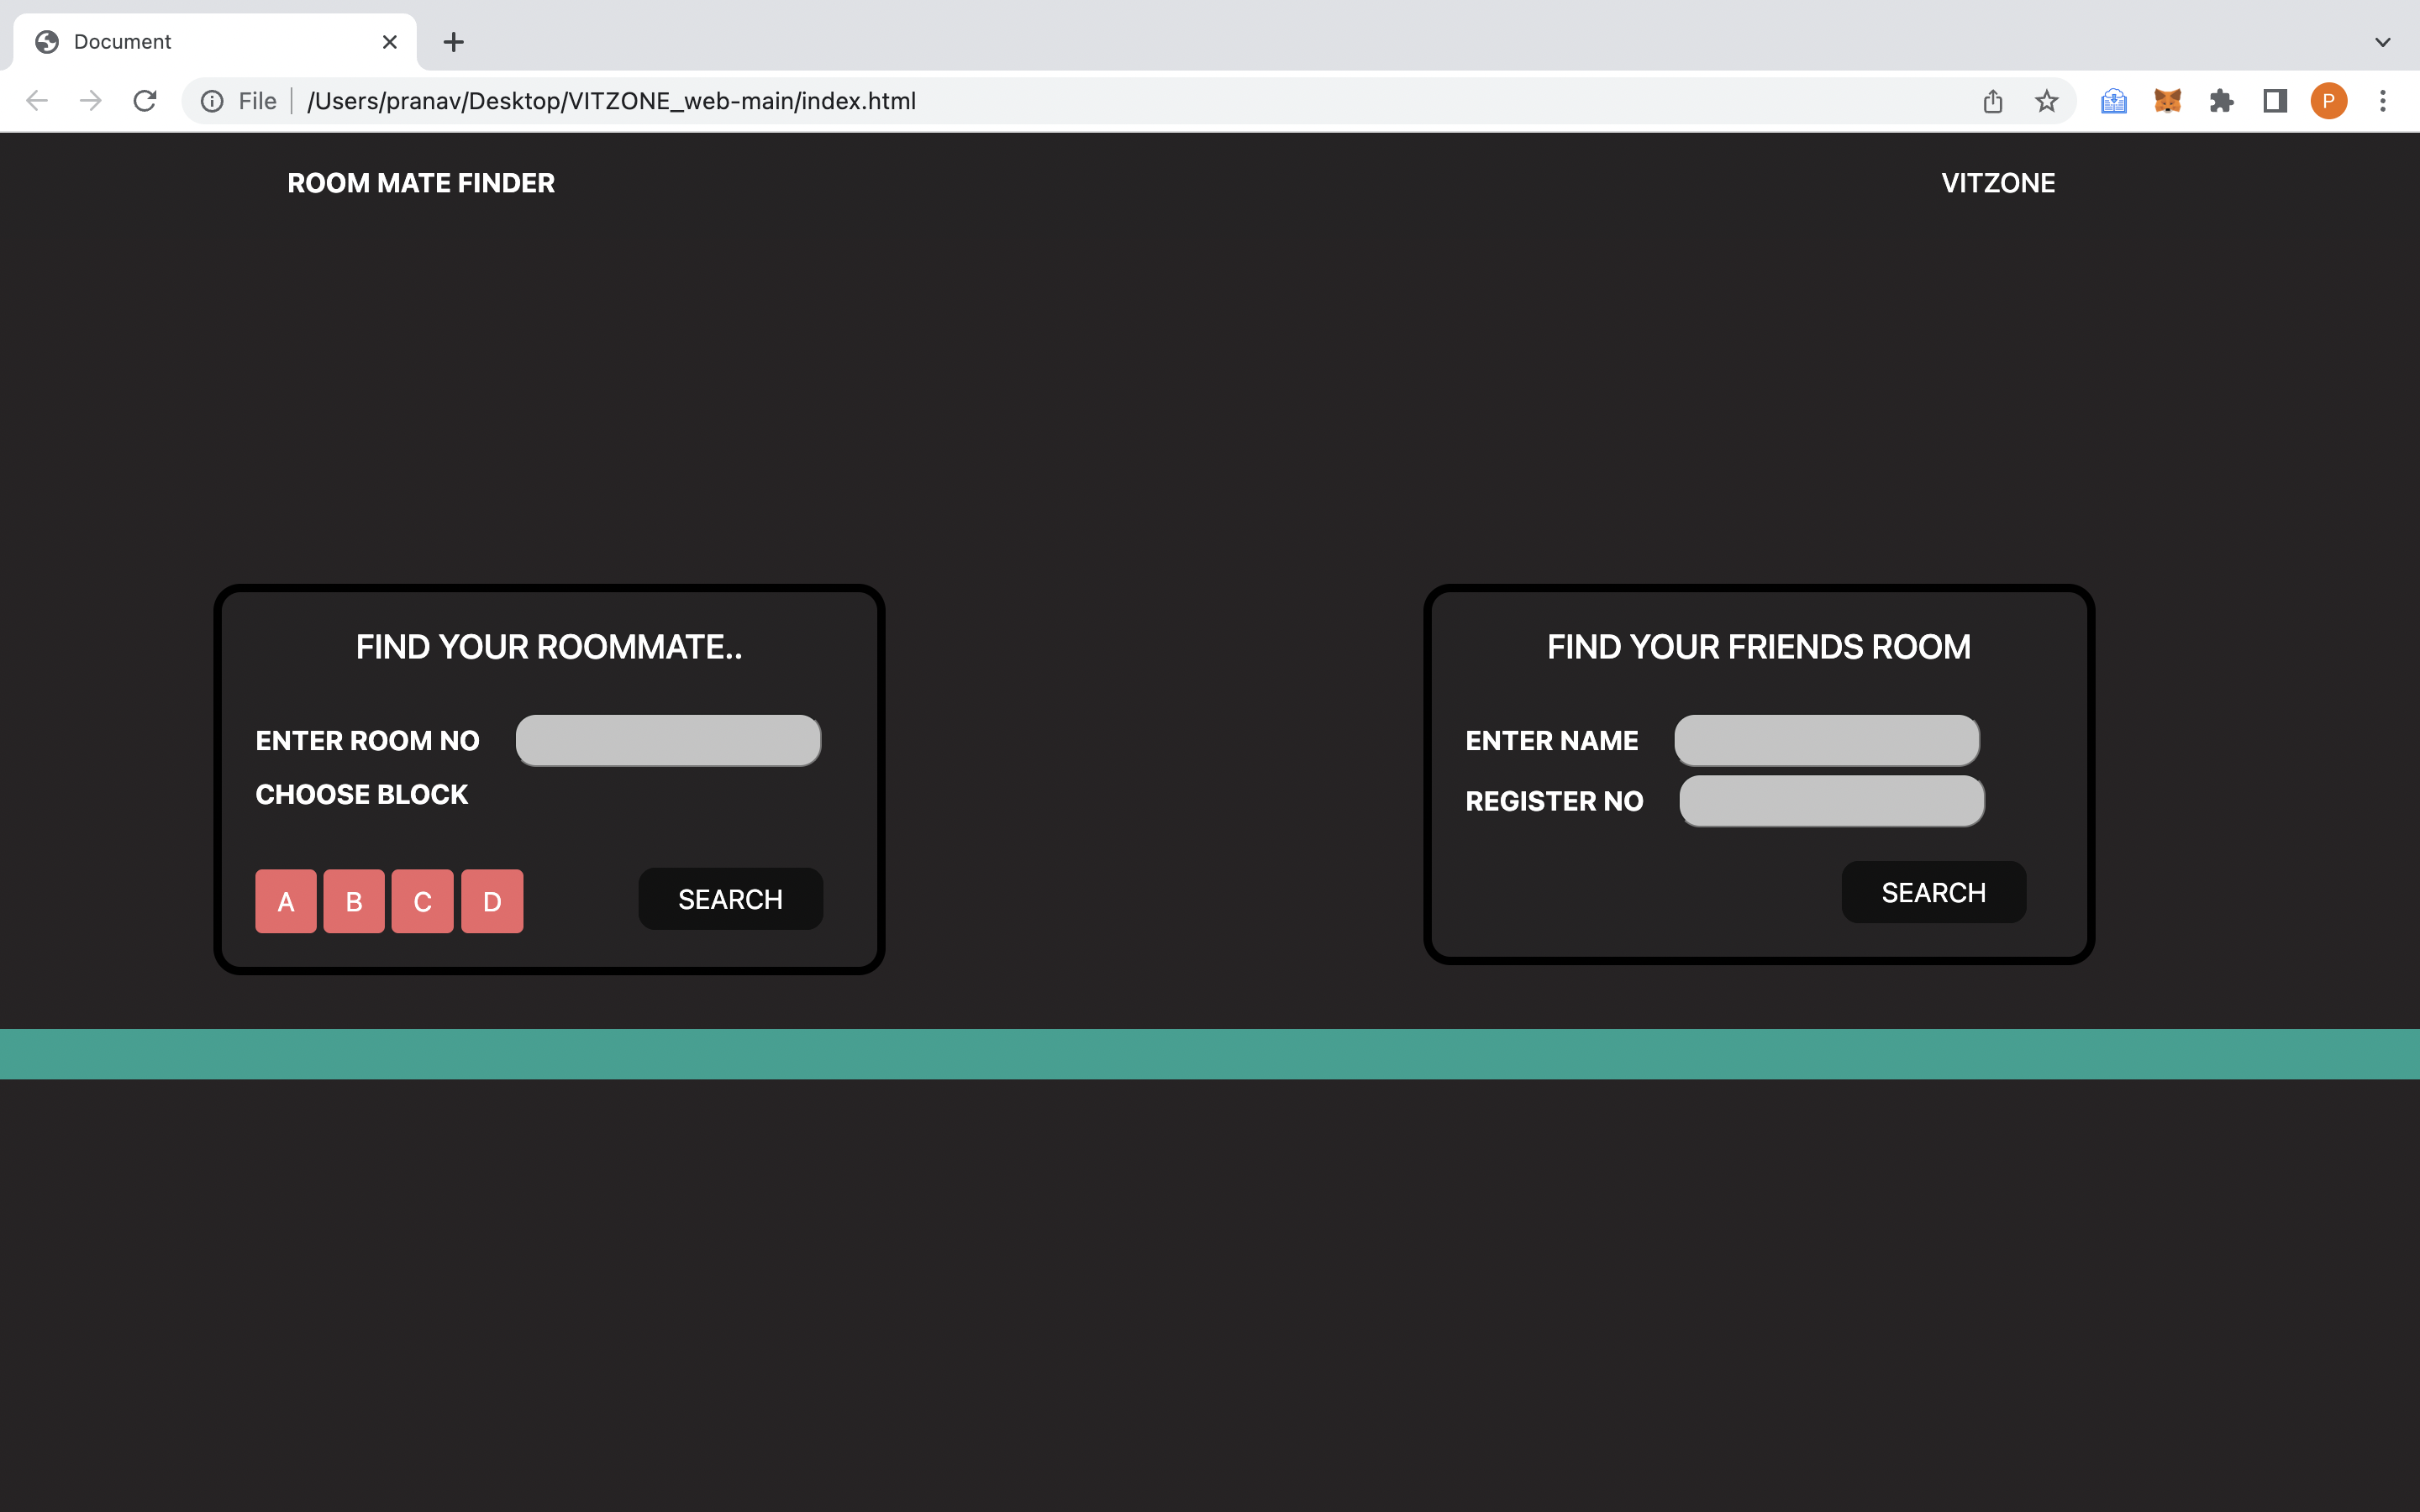 Document
File /Users/pranav/Desktop/VITZONE_web-main/index.html
P
ROOM MATE FINDER
VITZONE
FIND YOUR ROOMMATE..
ENTER ROOM NO
CHOOSE BLOCK
A B C D
SEARCH
FIND YOUR FRIENDS ROOM
ENTER NAME
REGISTER NO
SEARCH